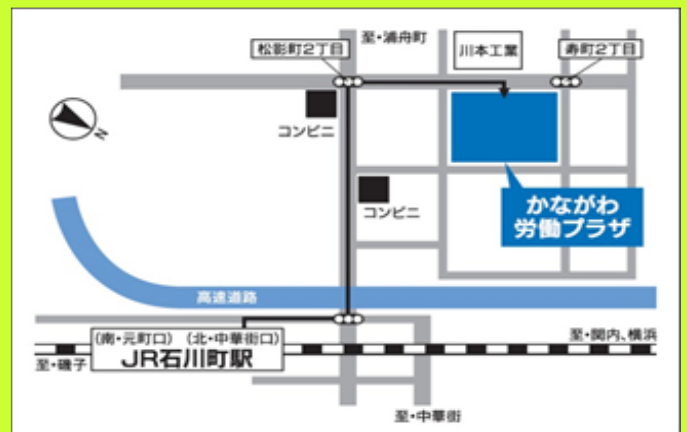 至・浦舟町
松影町2丁目
川本工業
寿町2丁目
N
コンビニ
コンビニ
かながわ
労働プラザ
高速道路
(南・元町口) (北・中華街口)
JR石川町駅
至・関内、横浜
至・磯子
至・中華街